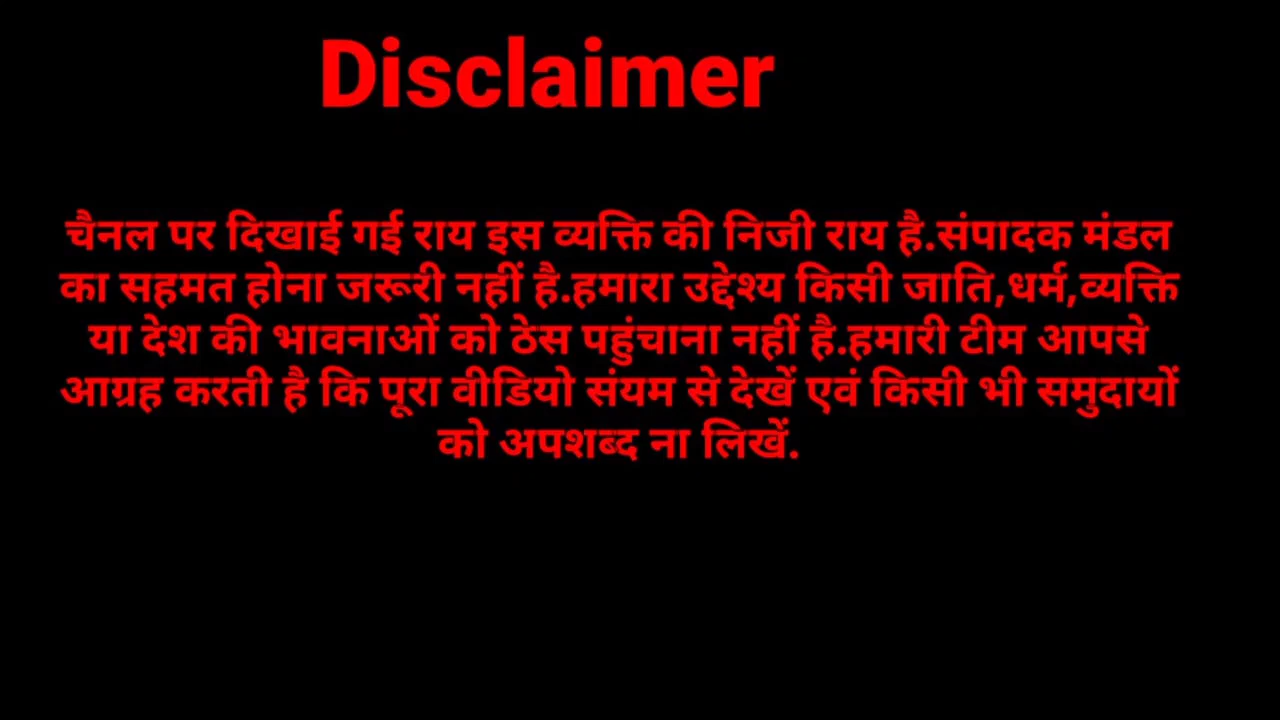 Disclaimer
चैनल पर दिखाई गई राय इस व्यक्ति की निजी राय है.संपादक मंडल
का सहमत होना जरूरी नहीं है.हमारा उद्देश्य किसी जाति,धर्म,व्यक्ति
या देश की भावनाओं को ठेस पहुंचाना नहीं है.हमारी टीम आपसे
आग्रह करती है कि पूरा वीडियो संयम से देखें एवं किसी भी समुदायों
को अपशब्द ना लिखें.